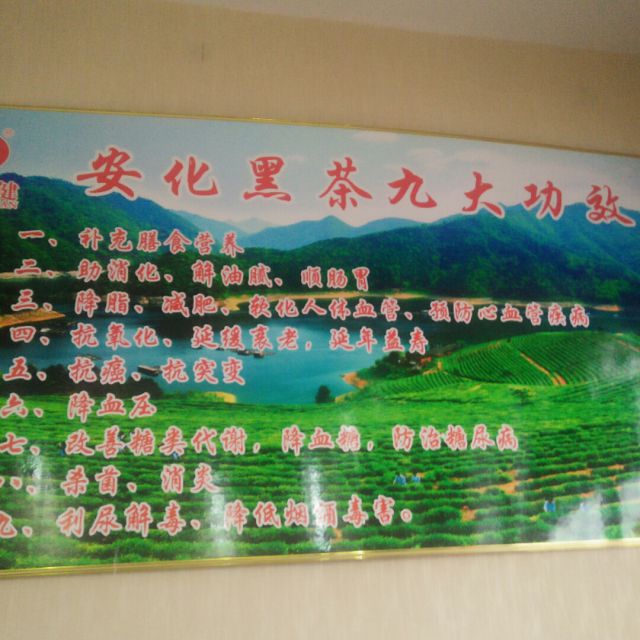 安化黑茶九大功效
建
一、补充膳食营养
二、助消化、解油腻、顺肠胃
三、降脂、减肥、软化人体血管、预防心血管疾病
四、抗氧化、延缓衰老,延年益寿
五、抗癌、抗突变
六、降血压
七、改善糖类代谢,降血糖,防治糖尿病
八、杀菌、消炎
九、利尿解毒、降低烟酒毒害。